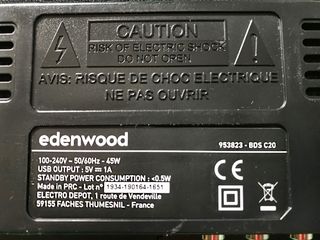 CAUTION
RISK OF ELECTRIC SHOCK
DO NOT OPEN
AVIS: RISQUE DE CHOC ELECTRIQUE
NE PAS OUVRIR
edenwood
953823 - BDS C20
100-240V - 50/60Hz - 45W
USB OUTPUT : 5V = 1A
STANDBY POWER CONSUMPTION : <0.5W
Made in PRC - Lot n° 1934-190164-1651
ELECTRO DEPOT, 1 route de Vendeville
59155 FACHES THUMESNIL - France